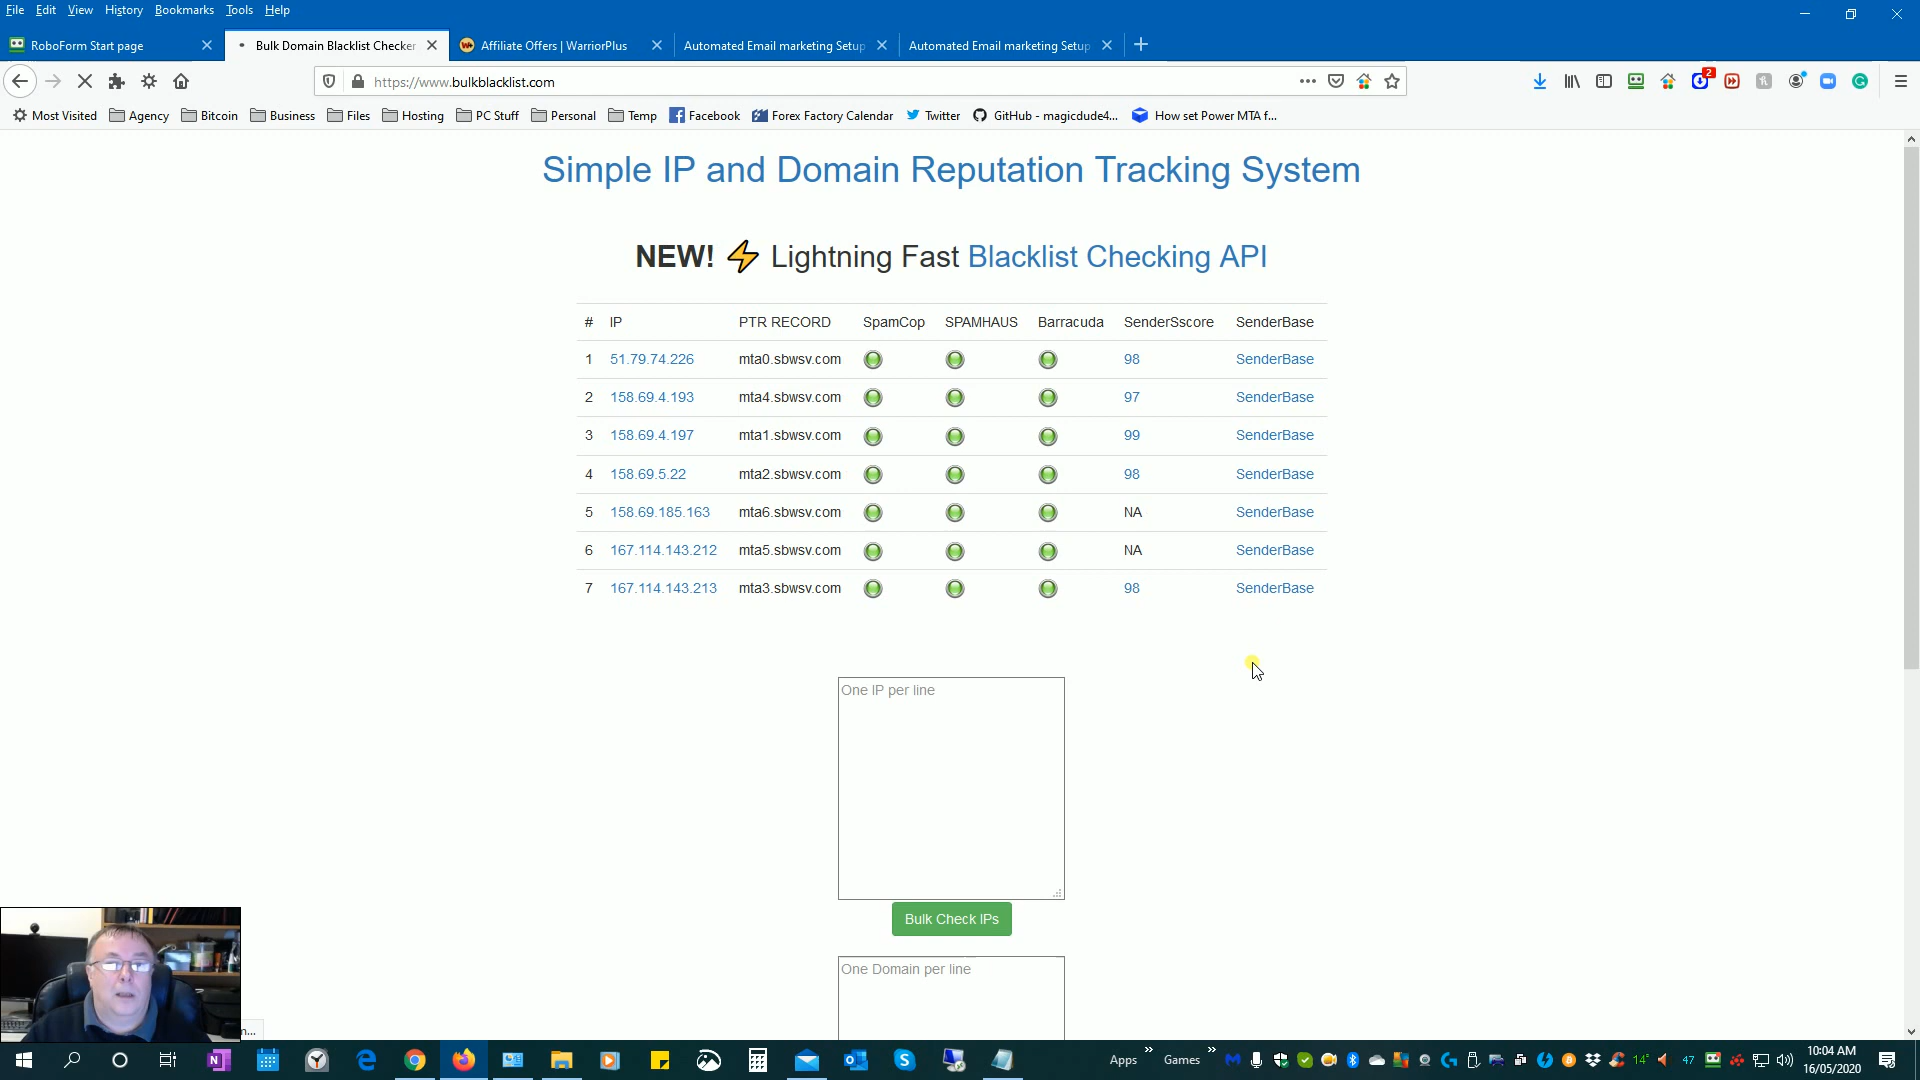 File Edit View History Bookmarks Tools Help
RoboForm Start page
Bulk Domain Blacklist Checker
Affiliate Offers | WarriorPlus
Automated Email marketing Setup
Automated Email marketing Setup
https://www.bulkblacklist.com
2
Most Visited Agency Bitcoin Business Files Hosting PC Stuff Personal Temp Facebook Forex Factory Calendar Twitter GitHub - magicdude4... How set Power MTA f...
Simple IP and Domain Reputation Tracking System
NEW! ⚡ Lightning Fast Blacklist Checking API
# IP PTR RECORD SpamCop SPAMHAUS Barracuda SenderSscore SenderBase
1 51.79.74.226 mta0.sbwsv.com 98 SenderBase
2 158.69.4.193 mta4.sbwsv.com 97 SenderBase
3 158.69.4.197 mta1.sbwsv.com 99 SenderBase
4 158.69.5.22 mta2.sbwsv.com 98 SenderBase
5 158.69.185.163 mta6.sbwsv.com NA SenderBase
6 167.114.143.212 mta5.sbwsv.com NA SenderBase
7 167.114.143.213 mta3.sbwsv.com 98 SenderBase
One IP per line
Bulk Check IPs
One Domain per line
Apps » Games » 14° 47 10:04 AM
16/05/2020